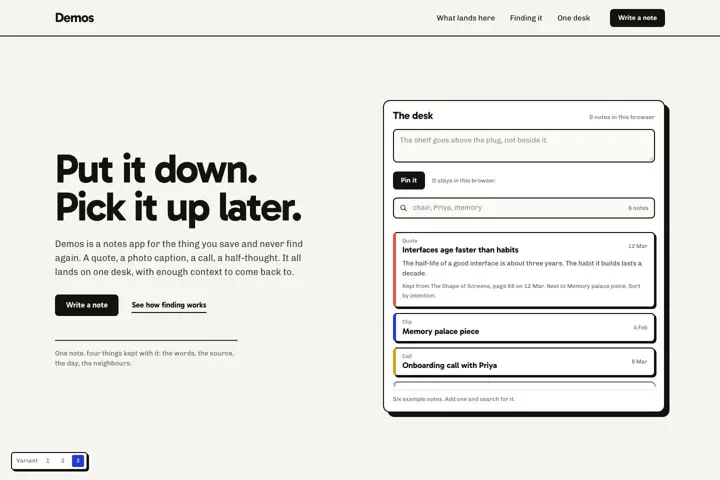 Demos
What lands here
Finding it
One desk
Write a note
Put it down.
Pick it up later.
Demos is a notes app for the thing you save and never find
again. A quote, a photo caption, a call, a half-thought. It all
lands on one desk, with enough context to come back to.
Write a note
See how finding works
One note, four things kept with it: the words, the source,
the day, the neighbours.
The desk
6 notes in this browser
The shelf goes above the plug, not beside it.
Pin it
It stays in this browser.
chair, Priya, memory
6 notes
Quote
Interfaces age faster than habits
12 Mar
The half-life of a good interface is about three years. The habit it builds lasts a
decade.
Kept from The Shape of Screens, page 88 on 12 Mar. Next to Memory palace piece, Sort
by intention.
Clip
Memory palace piece
4 Feb
Call
Onboarding call with Priya
8 Mar
Six example notes. Add one and search for it.
Variant
1
2
3